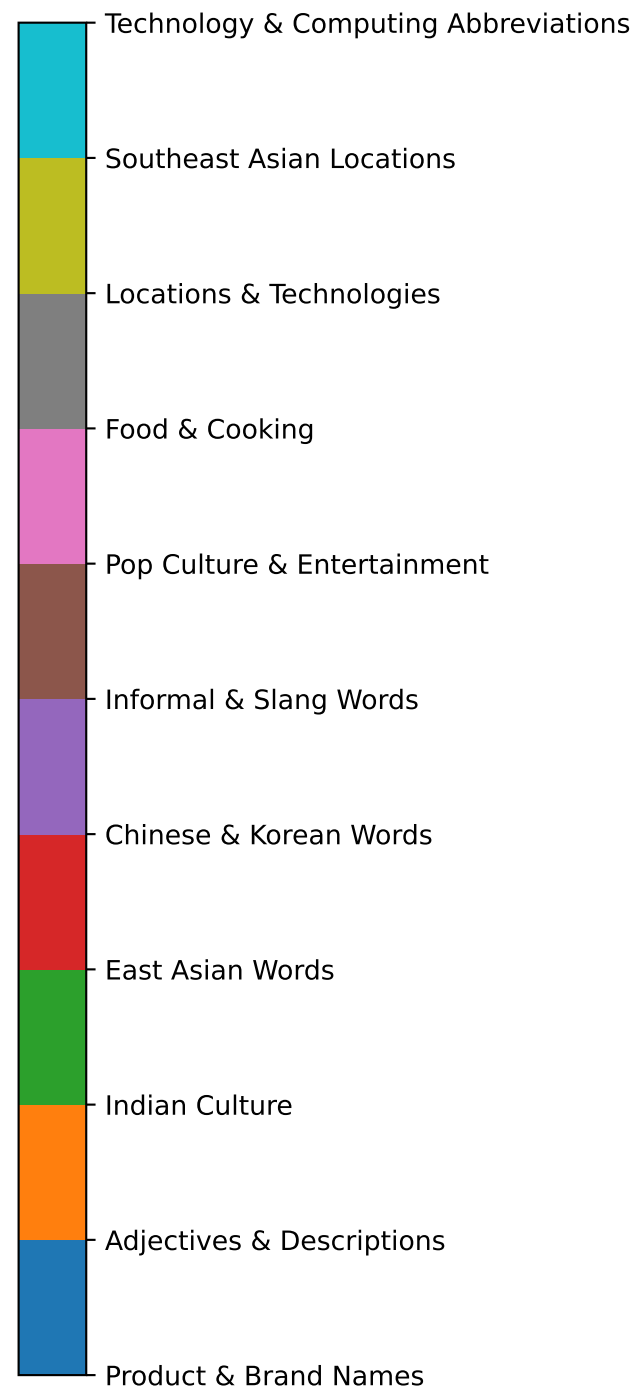 Technology & Computing Abbreviations
Southeast Asian Locations
Locations & Technologies
Food & Cooking
Pop Culture & Entertainment
Informal & Slang Words
Chinese & Korean Words
East Asian Words
Indian Culture
Adjectives & Descriptions
Product & Brand Names